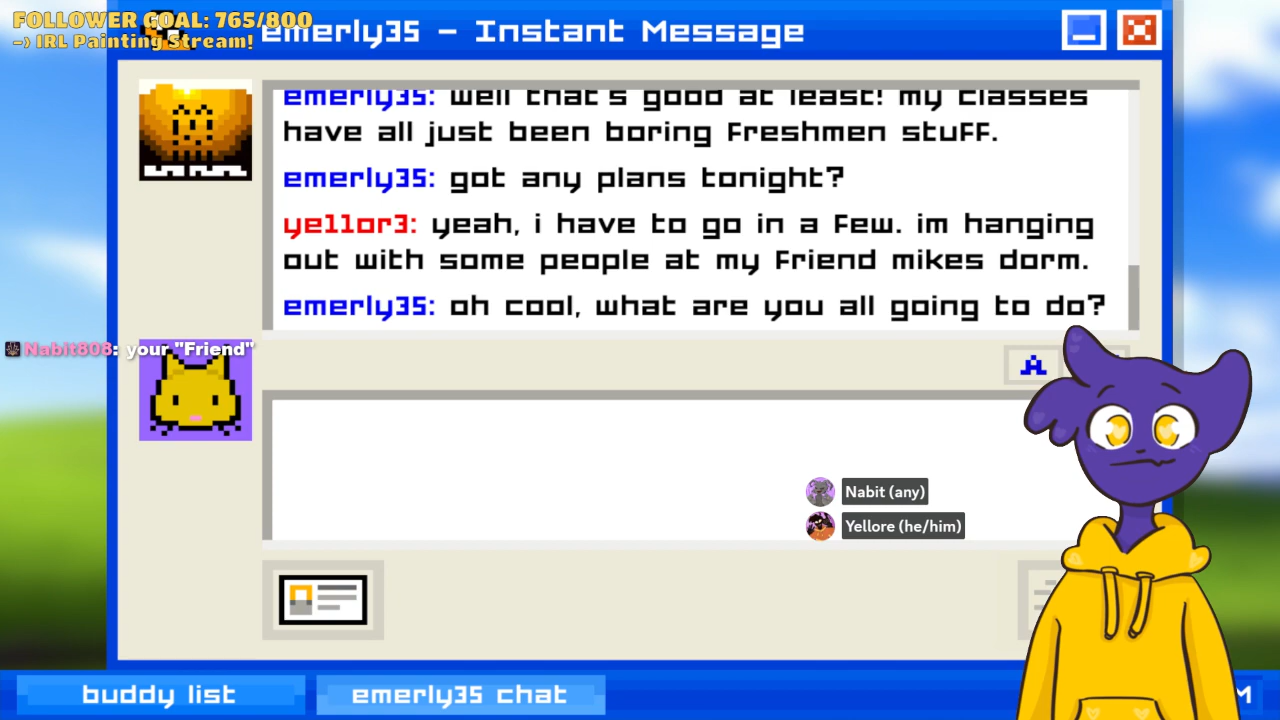 FOLLOWER GOAL: 765/800
-> IRL Painting Stream!
emerly35 - Instant Message
emerly35: well that's good at least! my classes
have all just been boring freshmen stuff.
emerly35: got any plans tonight?
yellor3: yeah, i have to go in a few. im hanging
out with some people at my friend mikes dorm.
emerly35: oh cool, what are you all going to do?
Nabit808: your "Friend"
A
Nabit (any)
Yellore (he/him)
buddy list
emerly35 chat
M